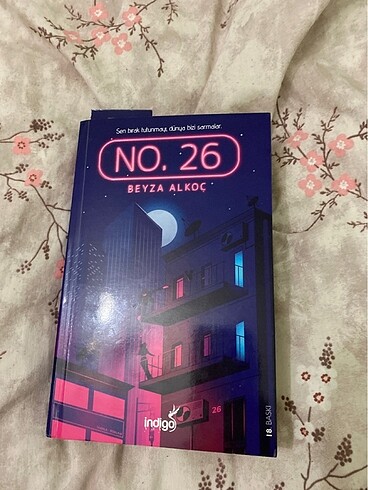 Sen bırak tutunmayı, dünya bizi sarmalar.
NO. 26
BEYZA ALKOÇ
26
indigo
18. BASKI